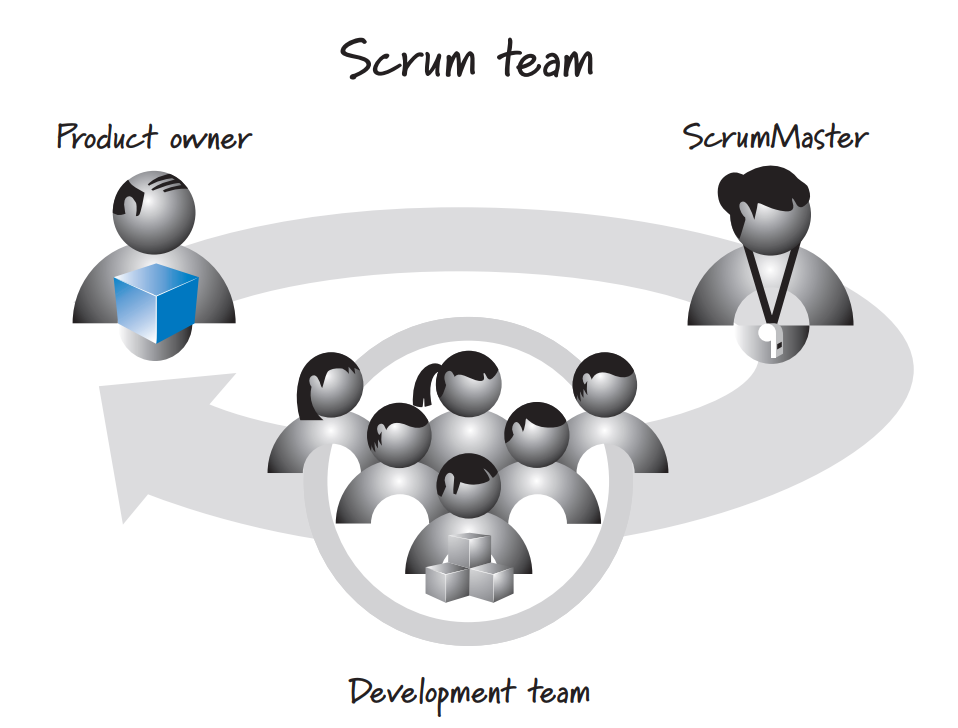 Scrum team
Product owner
ScrumMaster
Development team